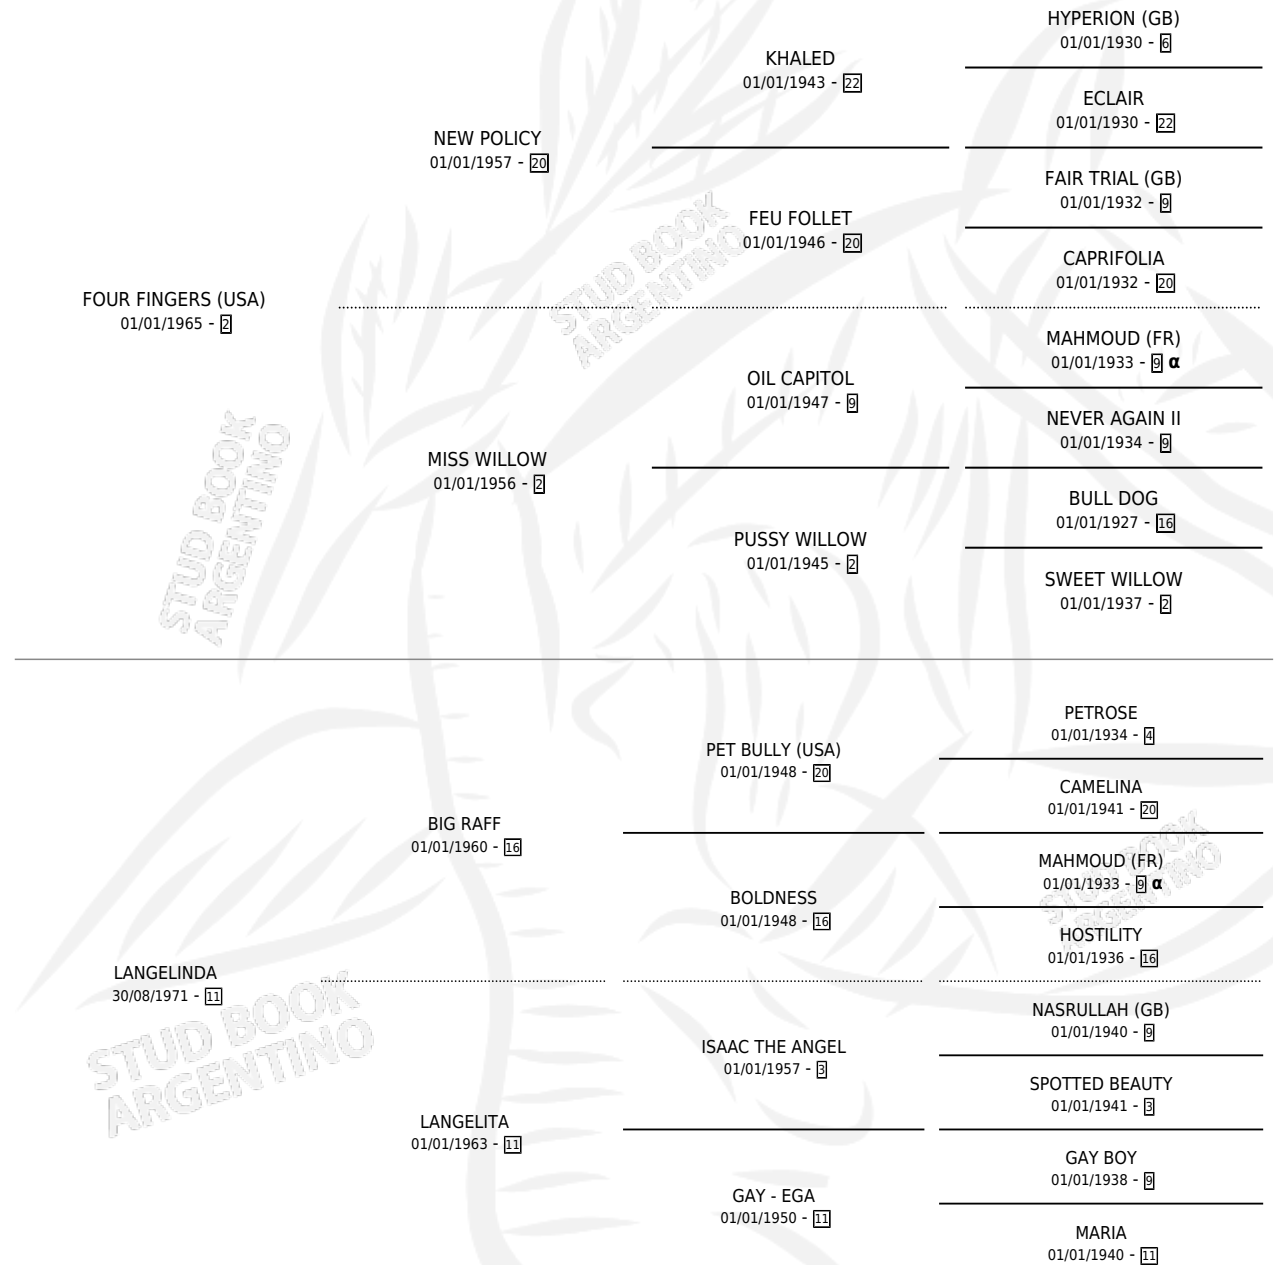 HYPERION (GB)
01/01/1930 - 6
KHALED
01/01/1943 - 22
ECLAIR
01/01/1930 - 22
NEW POLICY
01/01/1957 - 20
FAIR TRIAL (GB)
01/01/1932 - 9
FEU FOLLET
01/01/1946 - 20
CAPRIFOLIA
01/01/1932 - 20
FOUR FINGERS (USA)
01/01/1965 - 2
MAHMOUD (FR)
01/01/1933 - 9 α
OIL CAPITOL
01/01/1947 - 9
NEVER AGAIN II
01/01/1934 - 9
MISS WILLOW
01/01/1956 - 2
BULL DOG
01/01/1927 - 16
PUSSY WILLOW
01/01/1945 - 2
SWEET WILLOW
01/01/1937 - 2
STUD BOOK
ARGENTINO
STUD BOOK
ARGENTINO
PETROSE
01/01/1934 - 4
PET BULLY (USA)
01/01/1948 - 20
CAMELINA
01/01/1941 - 20
BIG RAFF
01/01/1960 - 16
MAHMOUD (FR)
01/01/1933 - 9 α
BOLDNESS
01/01/1948 - 16
HOSTILITY
01/01/1936 - 16
LANGELINDA
30/08/1971 - 11
NASRULLAH (GB)
01/01/1940 - 9
ISAAC THE ANGEL
01/01/1957 - 3
SPOTTED BEAUTY
01/01/1941 - 3
LANGELITA
01/01/1963 - 11
GAY BOY
01/01/1938 - 9
GAY - EGA
01/01/1950 - 11
MARIA
01/01/1940 - 11
STUD BOOK
ARGENTINO
STUD BOOK
ARGENTINO